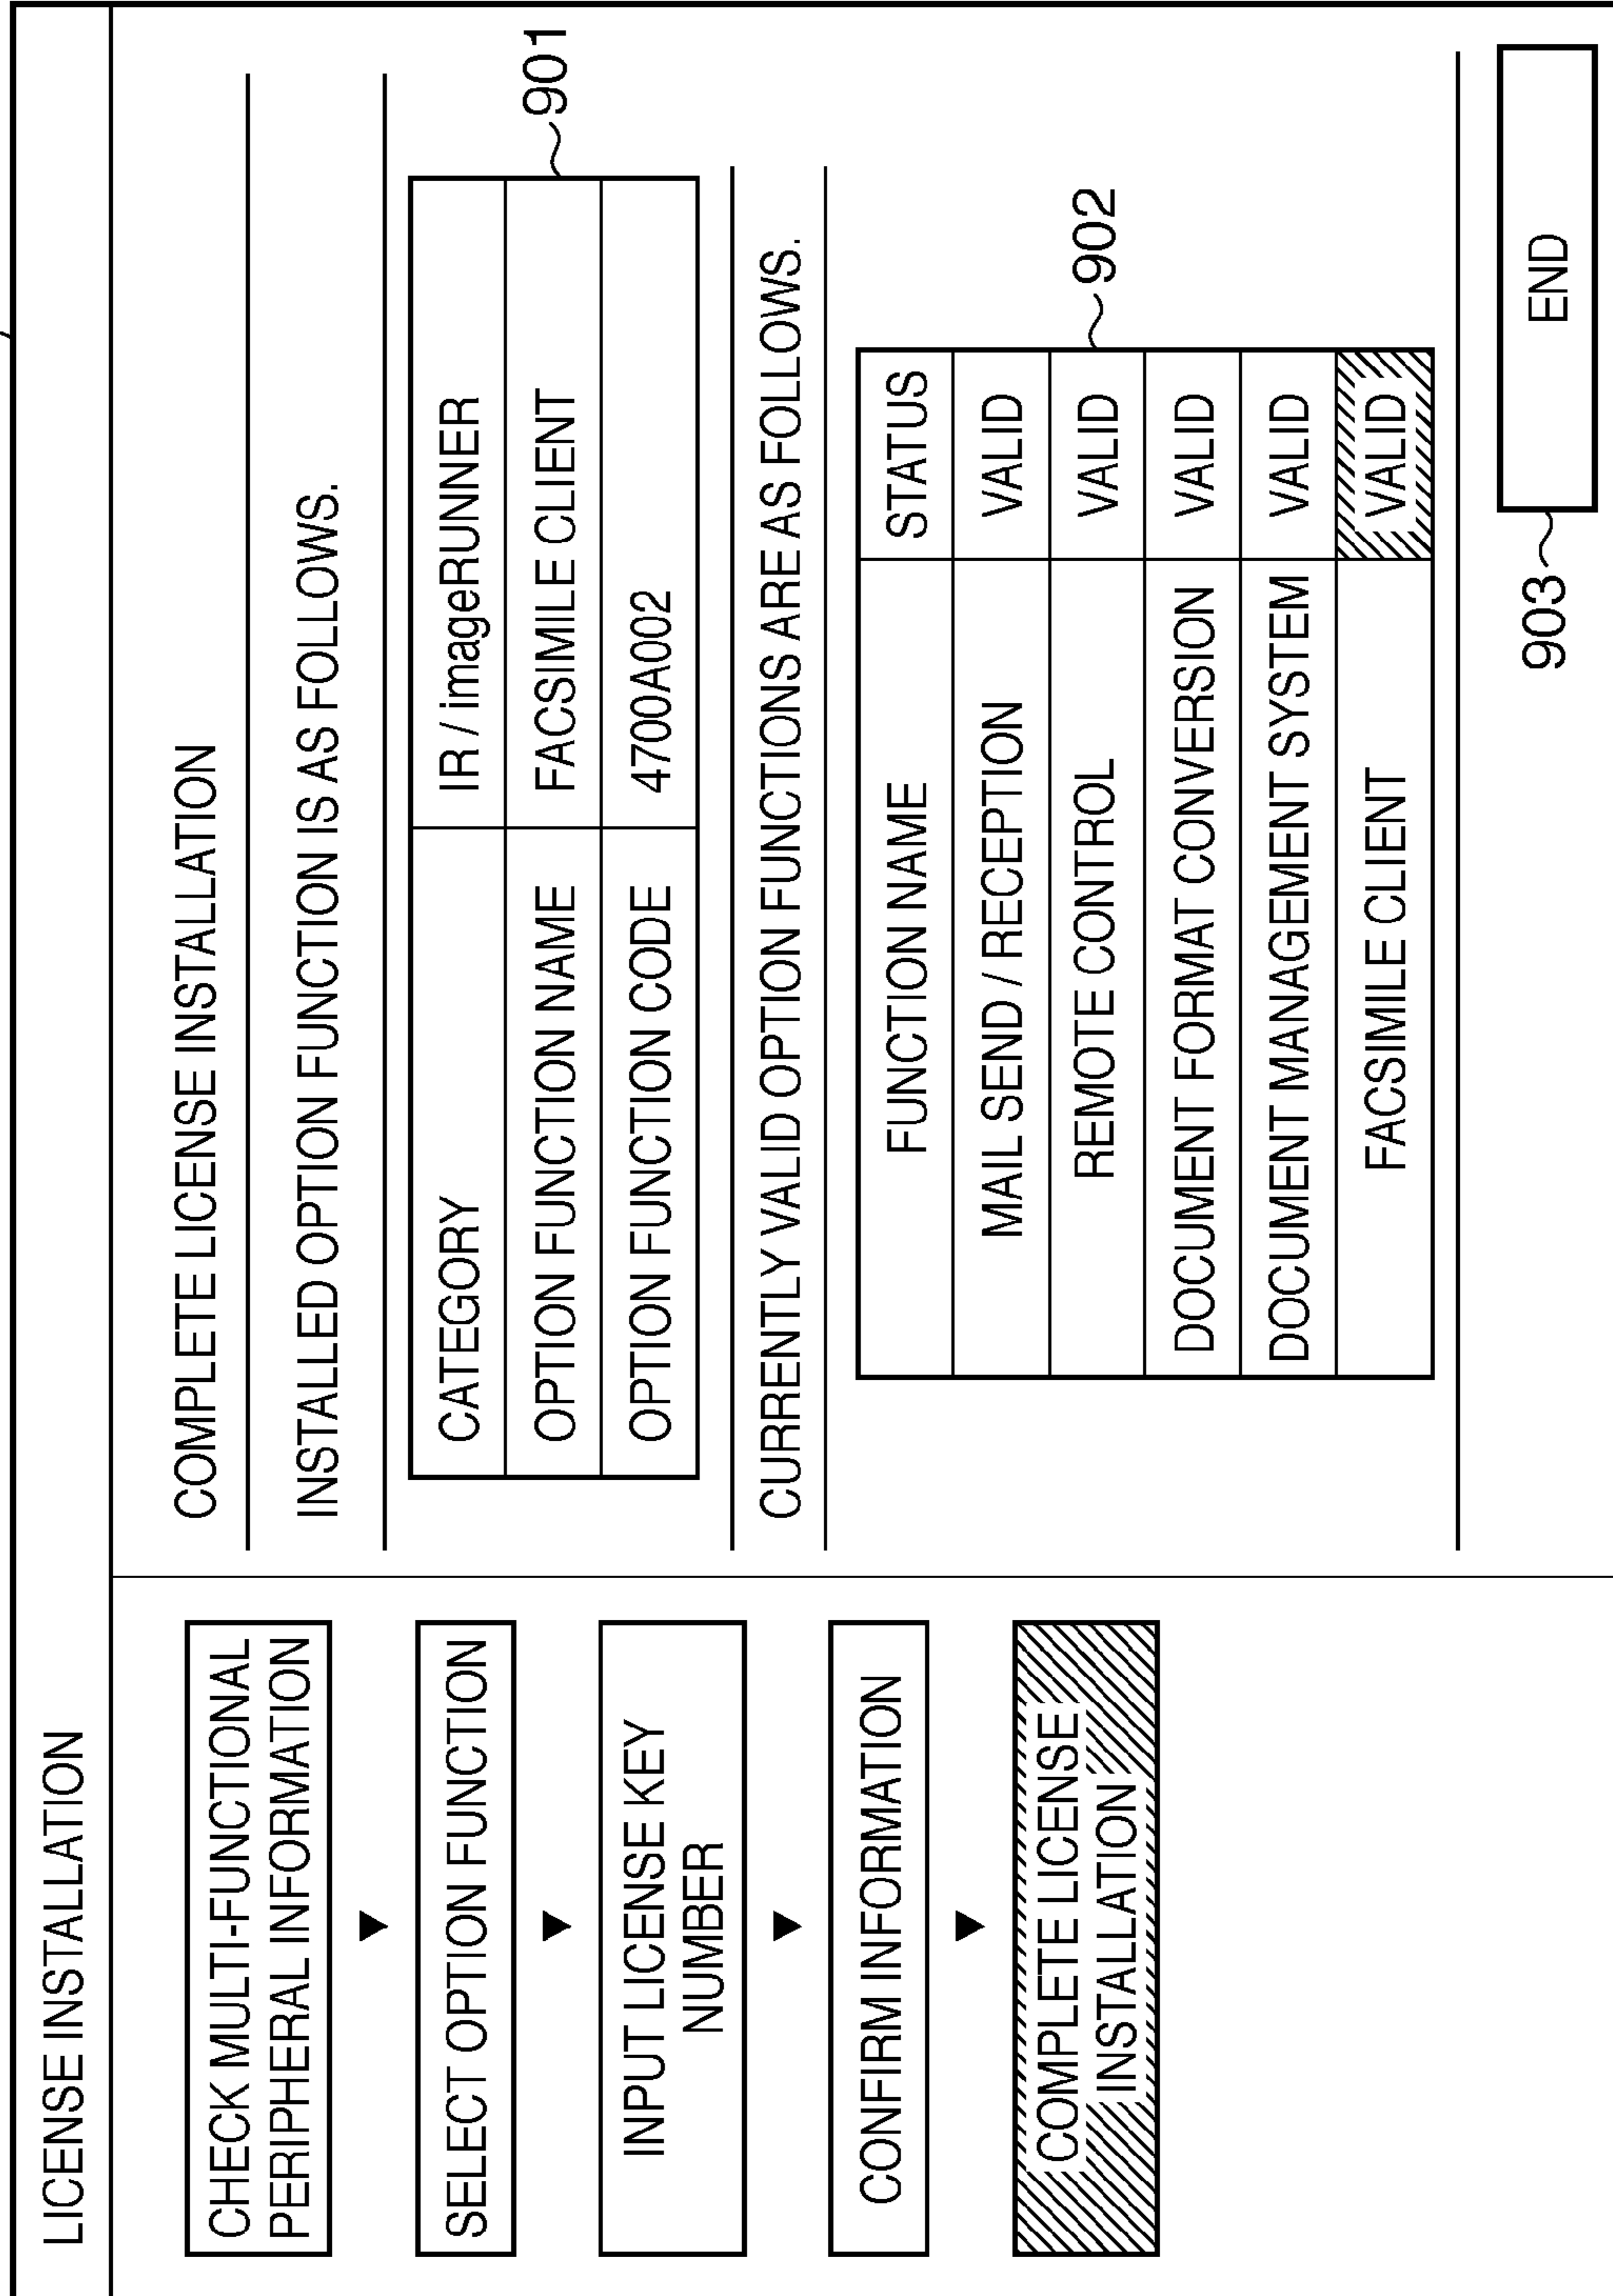 LICENSE INSTALLATION
CHECK MULTI-FUNCTIONAL
PERIPHERAL INFORMATION
SELECT OPTION FUNCTION
INPUT LICENSE KEY
NUMBER
CONFIRM INFORMATION
COMPLETE LICENSE
INSTALLATION
COMPLETE LICENSE INSTALLATION
INSTALLED OPTION FUNCTION IS AS FOLLOWS.
CATEGORY IR / imageRUNNER
OPTION FUNCTION NAME FACSIMILE CLIENT
OPTION FUNCTION CODE 4700A002
901
CURRENTLY VALID OPTION FUNCTIONS ARE AS FOLLOWS.
FUNCTION NAME STATUS
MAIL SEND / RECEPTION VALID
REMOTE CONTROL VALID
DOCUMENT FORMAT CONVERSION VALID
DOCUMENT MANAGEMENT SYSTEM VALID
FACSIMILE CLIENT VALID
902
903
END